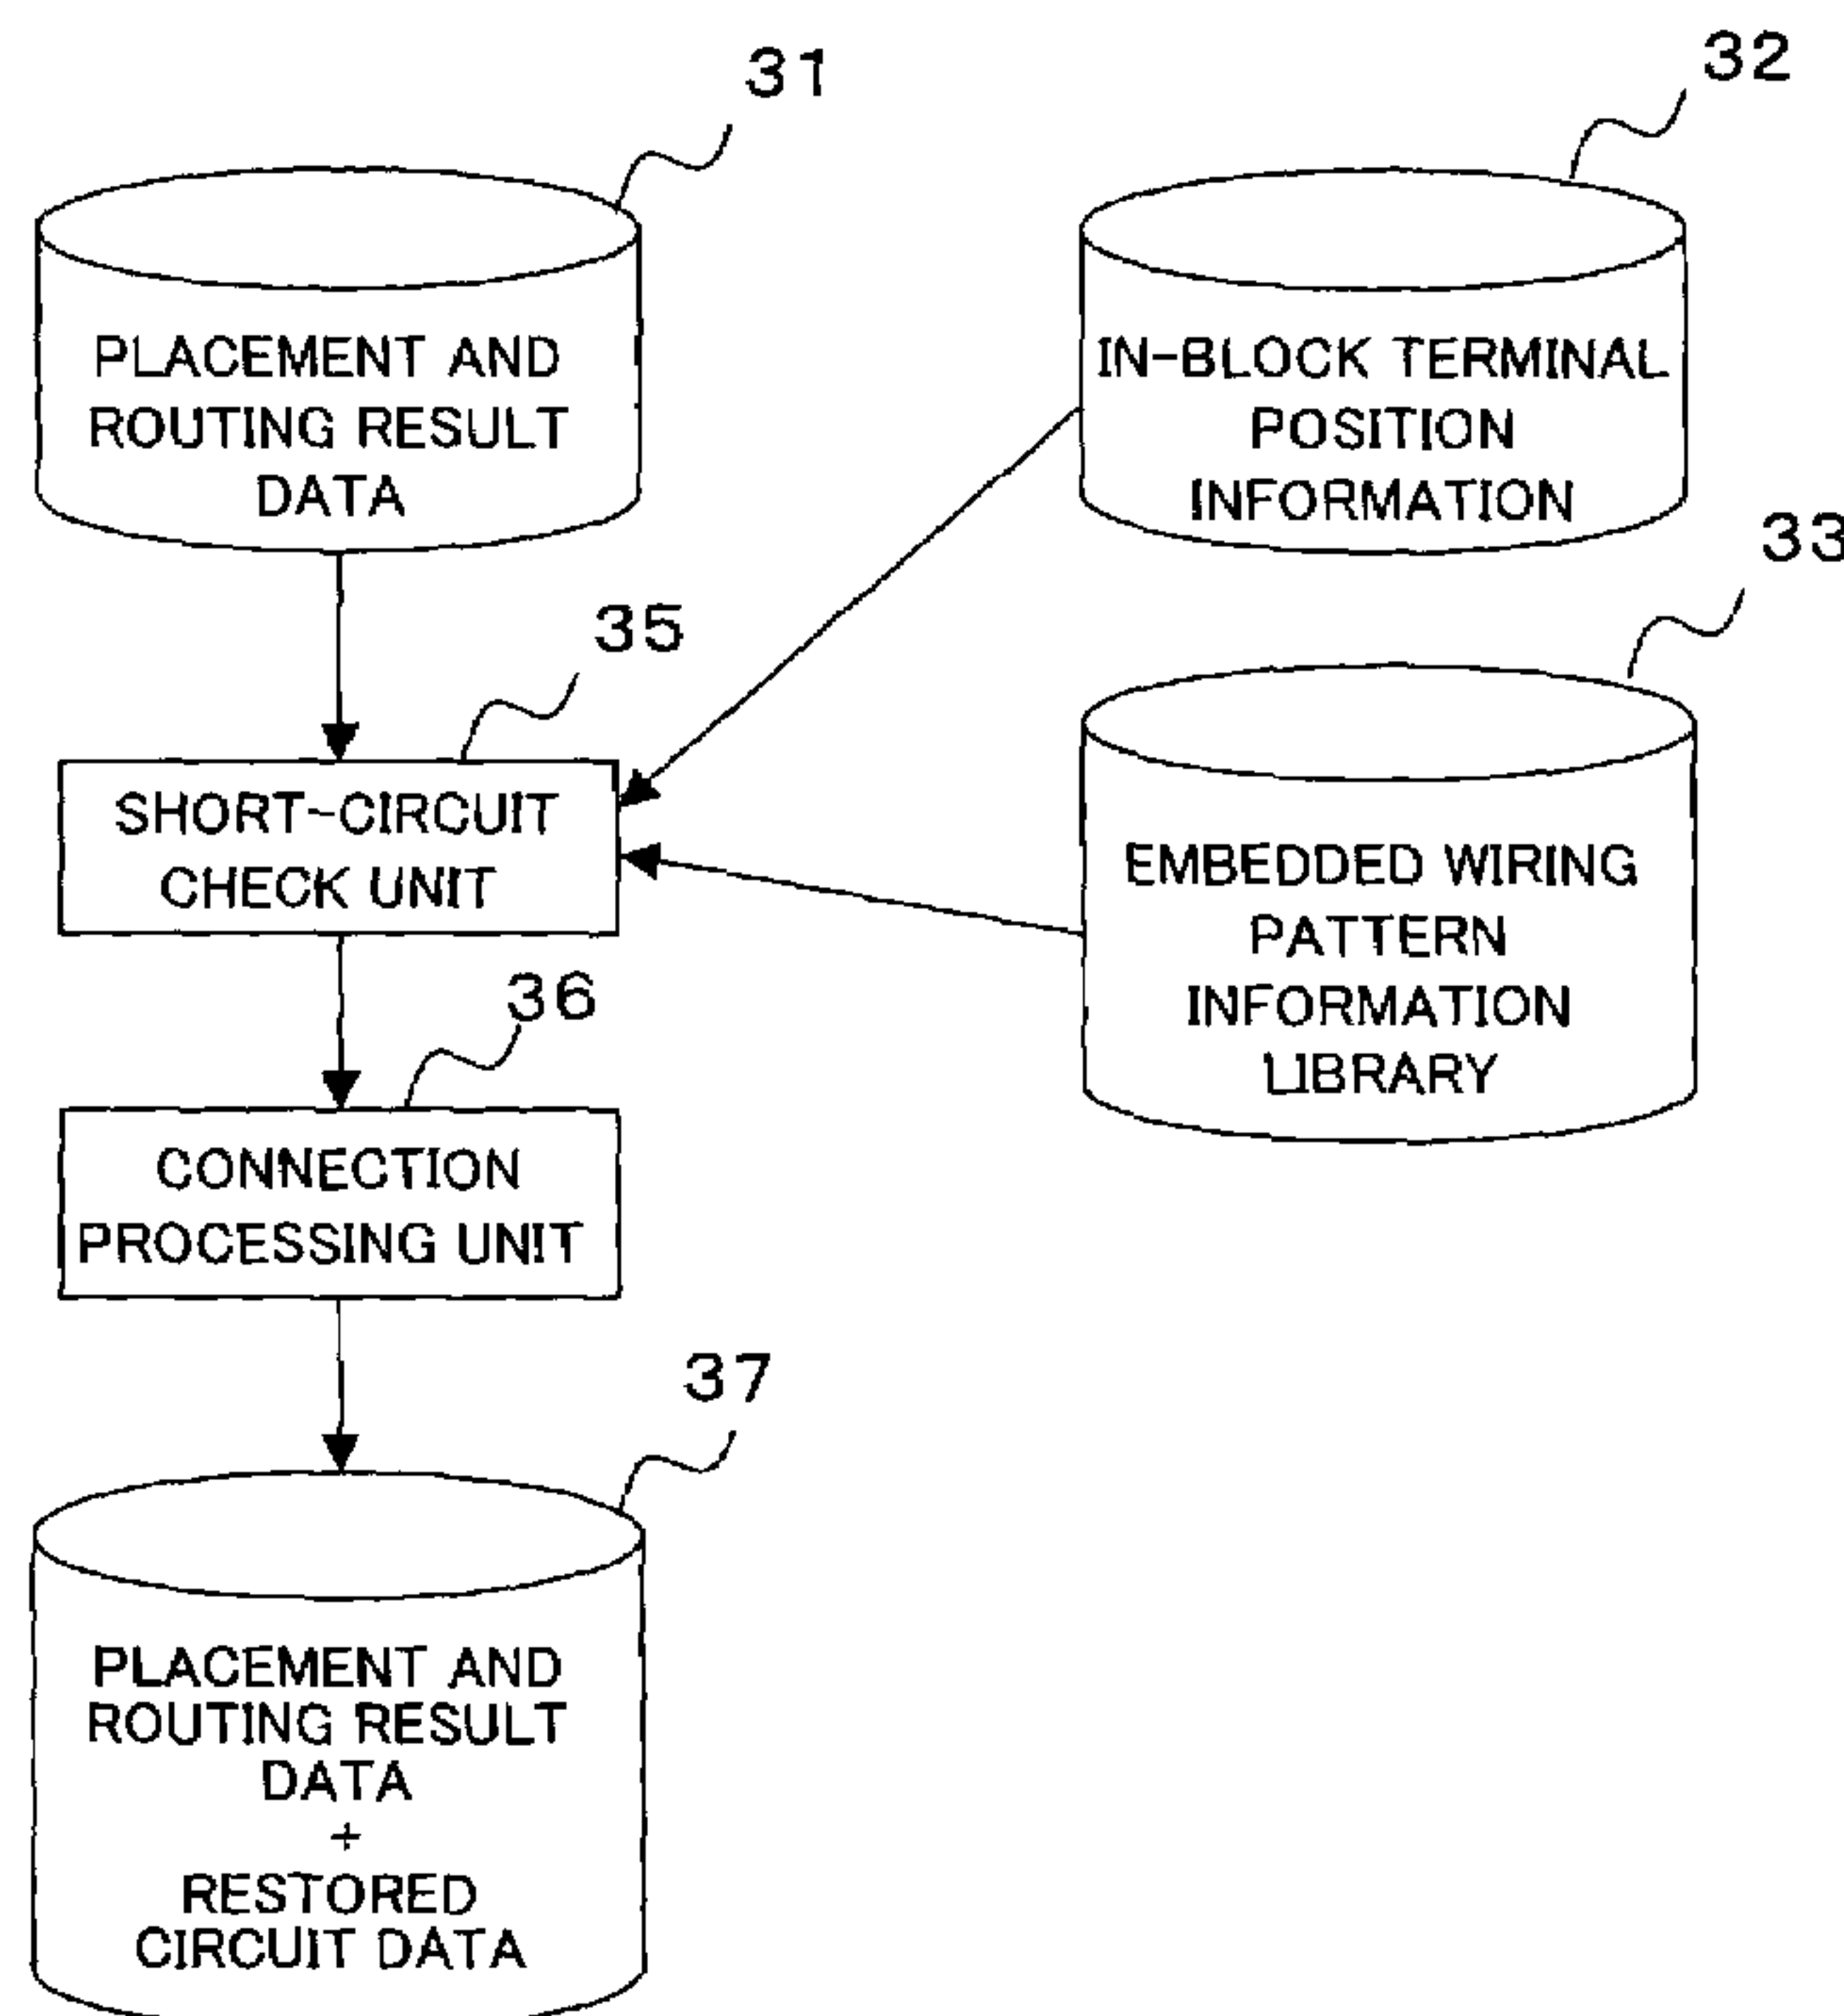 31
PLACEMENT AND
ROUTING RESULT
DATA
32
IN-BLOCK TERMINAL
POSITION
INFORMATION
33
EMBEDDED WIRING
PATTERN
INFORMATION
LIBRARY
35
SHORT-CIRCUIT
CHECK UNIT
36
CONNECTION
PROCESSING UNIT
37
PLACEMENT AND
ROUTING RESULT
DATA
+
RESTORED
CIRCUIT DATA